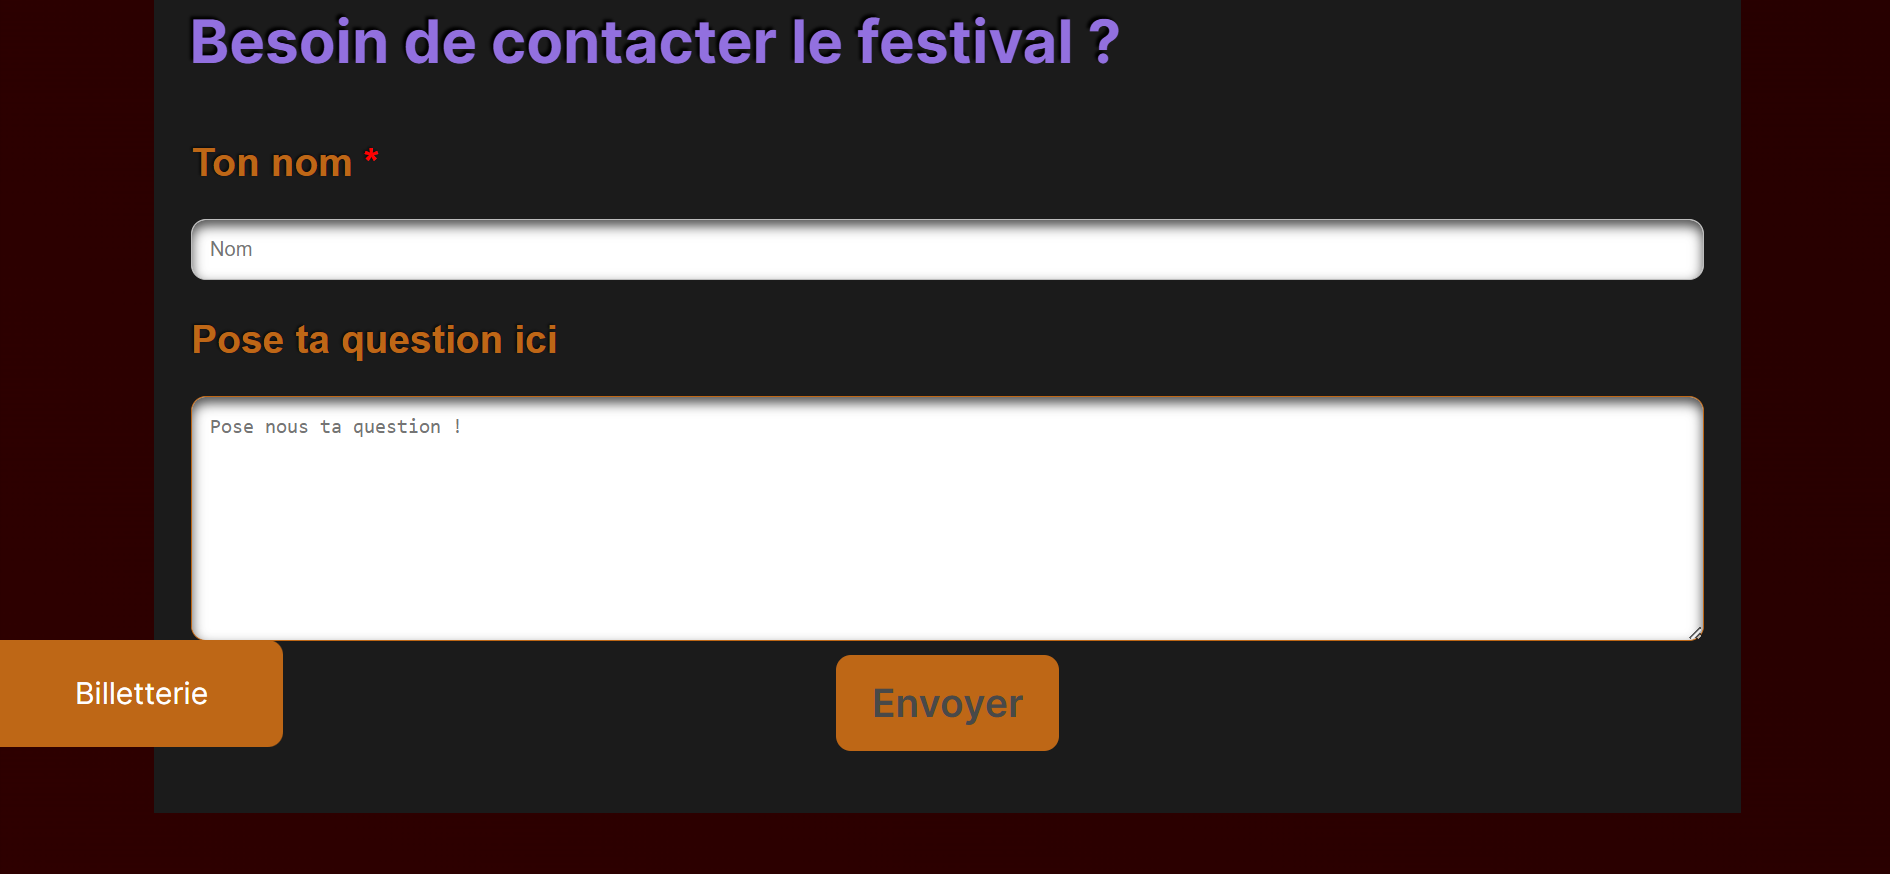 Besoin de contacter le festival ?
Ton nom *
Nom
Pose ta question ici
Pose nous ta question !
Billetterie
Envoyer